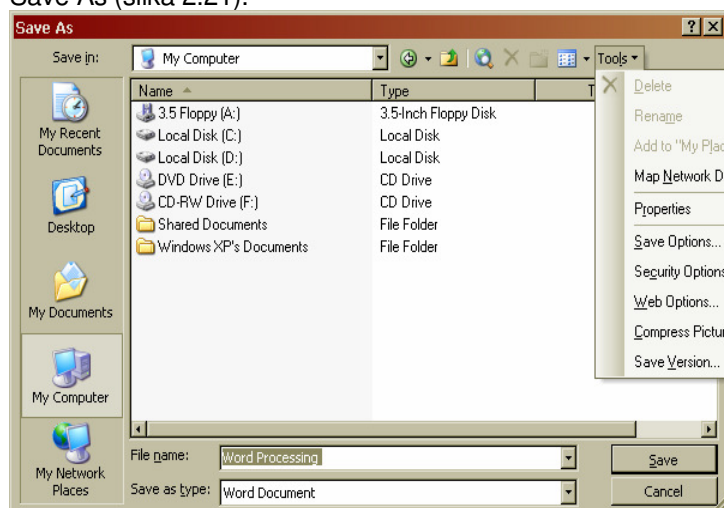 Save As (slika 2.21).
Save As
Save in: My Computer Tools
Name Type T
3.5 Floppy (A:) 3.5-Inch Floppy Disk
Local Disk (C:) Local Disk
Local Disk (D:) Local Disk
DVD Drive (E:) CD Drive
CD-RW Drive (F:) CD Drive
Shared Documents File Folder
Windows XP's Documents File Folder
My Recent
Documents
Desktop
My Documents
My Computer
My Network
Places
Delete
Rename
Add to "My Plac
Map Network D
Properties
Save Options...
Security Options
Web Options...
Compress Pictur
Save Version...
File name: Word Processing Save
Save as type: Word Document Cancel